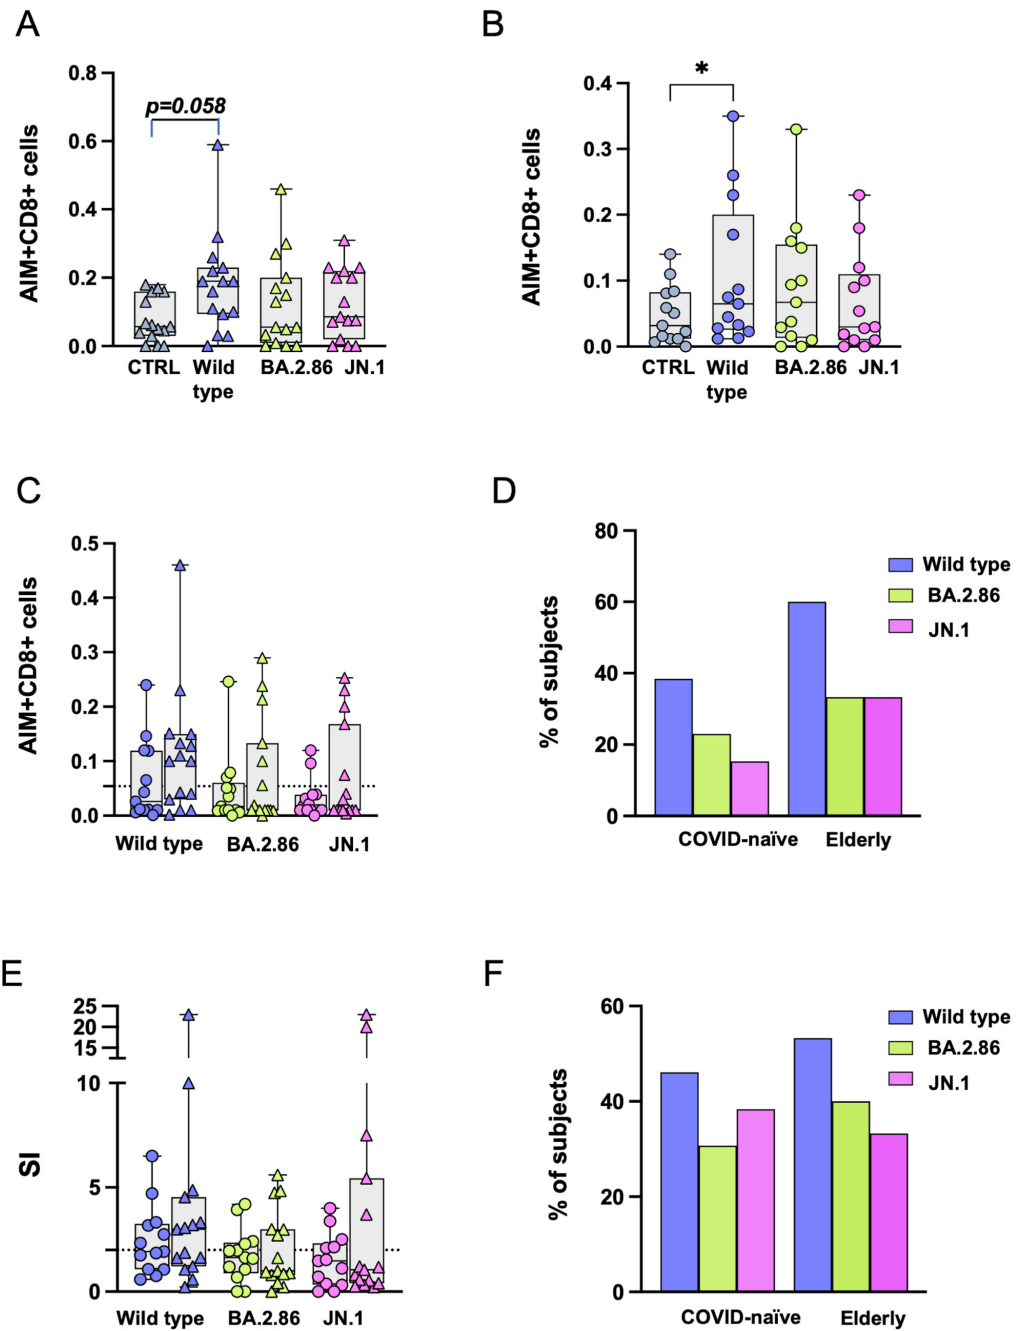 A
AIM+CD8+ cells
0.8
0.6
0.4
0.2
0.0
p=0.058
CTRL Wild type BA.2.86 JN.1
B
AIM+CD8+ cells
0.4
0.3
0.2
0.1
0.0
*
CTRL Wild type BA.2.86 JN.1
C
AIM+CD8+ cells
0.5
0.4
0.3
0.2
0.1
0.0
Wild type BA.2.86 JN.1
D
% of subjects
80
60
40
20
0
Wild type
BA.2.86
JN.1
COVID-naïve Elderly
E
SI
25
20
15
10
5
0
Wild type BA.2.86 JN.1
F
% of subjects
60
40
20
0
Wild type
BA.2.86
JN.1
COVID-naïve Elderly